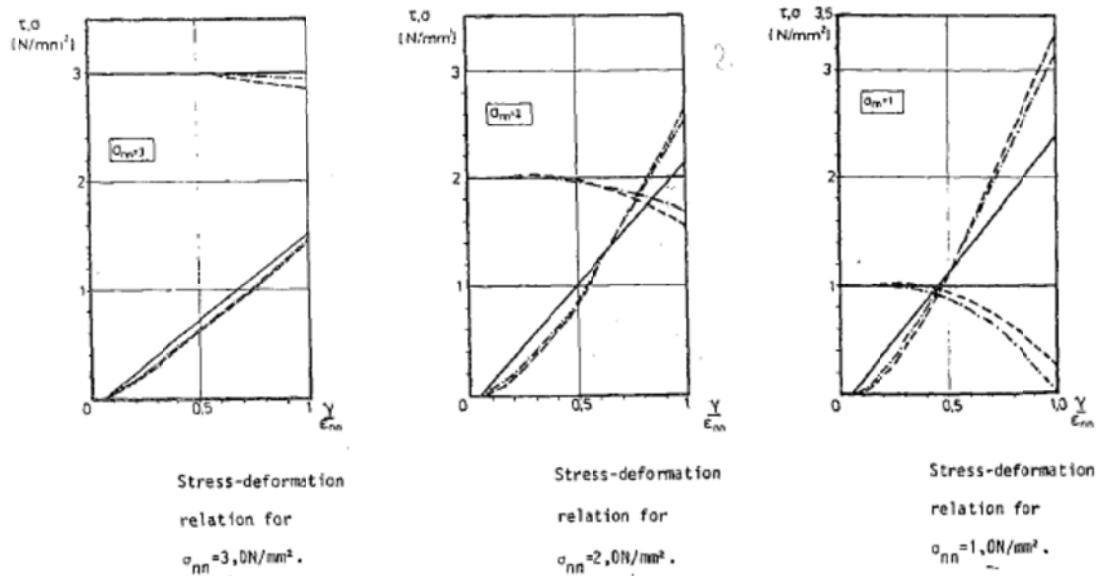 τ,σ
[N/mm²]
3
2
1
σnn=3
0
0.5
1
γ
εnn
Stress-deformation
relation for
σnn=3,0N/mm².
τ,σ
[N/mm²]
3
2
1
σnn=2
0
0.5
1
γ
εnn
2.
Stress-deformation
relation for
σnn=2,0N/mm².
τ,σ 3,5
[N/mm²]
3
2
1
σnn=1
0
0.5
1.0
γ
εnn
Stress-deformation
relation for
σnn=1,0N/mm².